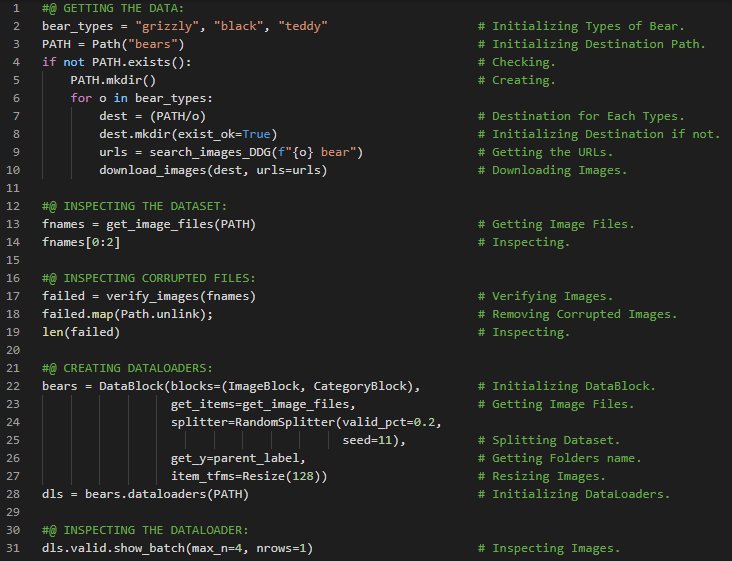 1 #@ GETTING THE DATA:
2 bear_types = "grizzly", "black", "teddy" # Initializing Types of Bear.
3 PATH = Path("bears") # Initializing Destination Path.
4 if not PATH.exists(): # Checking.
5     PATH.mkdir() # Creating.
6     for o in bear_types:
7         dest = (PATH/o) # Destination for Each Types.
8         dest.mkdir(exist_ok=True) # Initializing Destination if not.
9         urls = search_images_DDG(f"{o} bear") # Getting the URLs.
10         download_images(dest, urls=urls) # Downloading Images.
11
12 #@ INSPECTING THE DATASET:
13 fnames = get_image_files(PATH) # Getting Image Files.
14 fnames[0:2] # Inspecting.
15
16 #@ INSPECTING CORRUPTED FILES:
17 failed = verify_images(fnames) # Verifying Images.
18 failed.map(Path.unlink); # Removing Corrupted Images.
19 len(failed) # Inspecting.
20
21 #@ CREATING DATALOADERS:
22 bears = DataBlock(blocks=(ImageBlock, CategoryBlock), # Initializing DataBlock.
23                   get_items=get_image_files, # Getting Image Files.
24                   splitter=RandomSplitter(valid_pct=0.2,
25                                           seed=11), # Splitting Dataset.
26                   get_y=parent_label, # Getting Folders name.
27                   item_tfms=Resize(128)) # Resizing Images.
28 dls = bears.dataloaders(PATH) # Initializing DataLoaders.
29
30 #@ INSPECTING THE DATALOADER:
31 dls.valid.show_batch(max_n=4, nrows=1) # Inspecting Images.